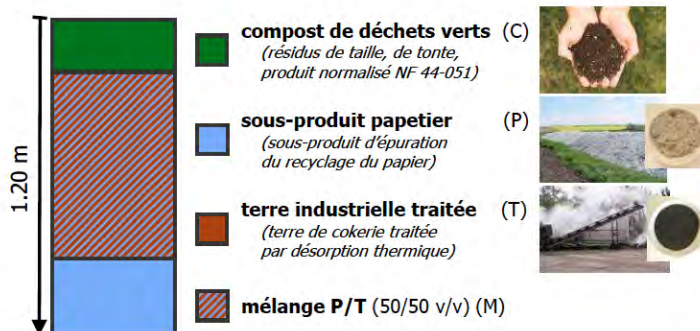 compost de déchets verts (C)
(résidus de taille, de tonte,
produit normalisé NF 44-051)
sous-produit papetier (P)
(sous-produit d'épuration
du recyclage du papier)
1.20 m
terre industrielle traitée (T)
(terre de cokerie traitée
par désorption thermique)
mélange P/T (50/50 v/v) (M)